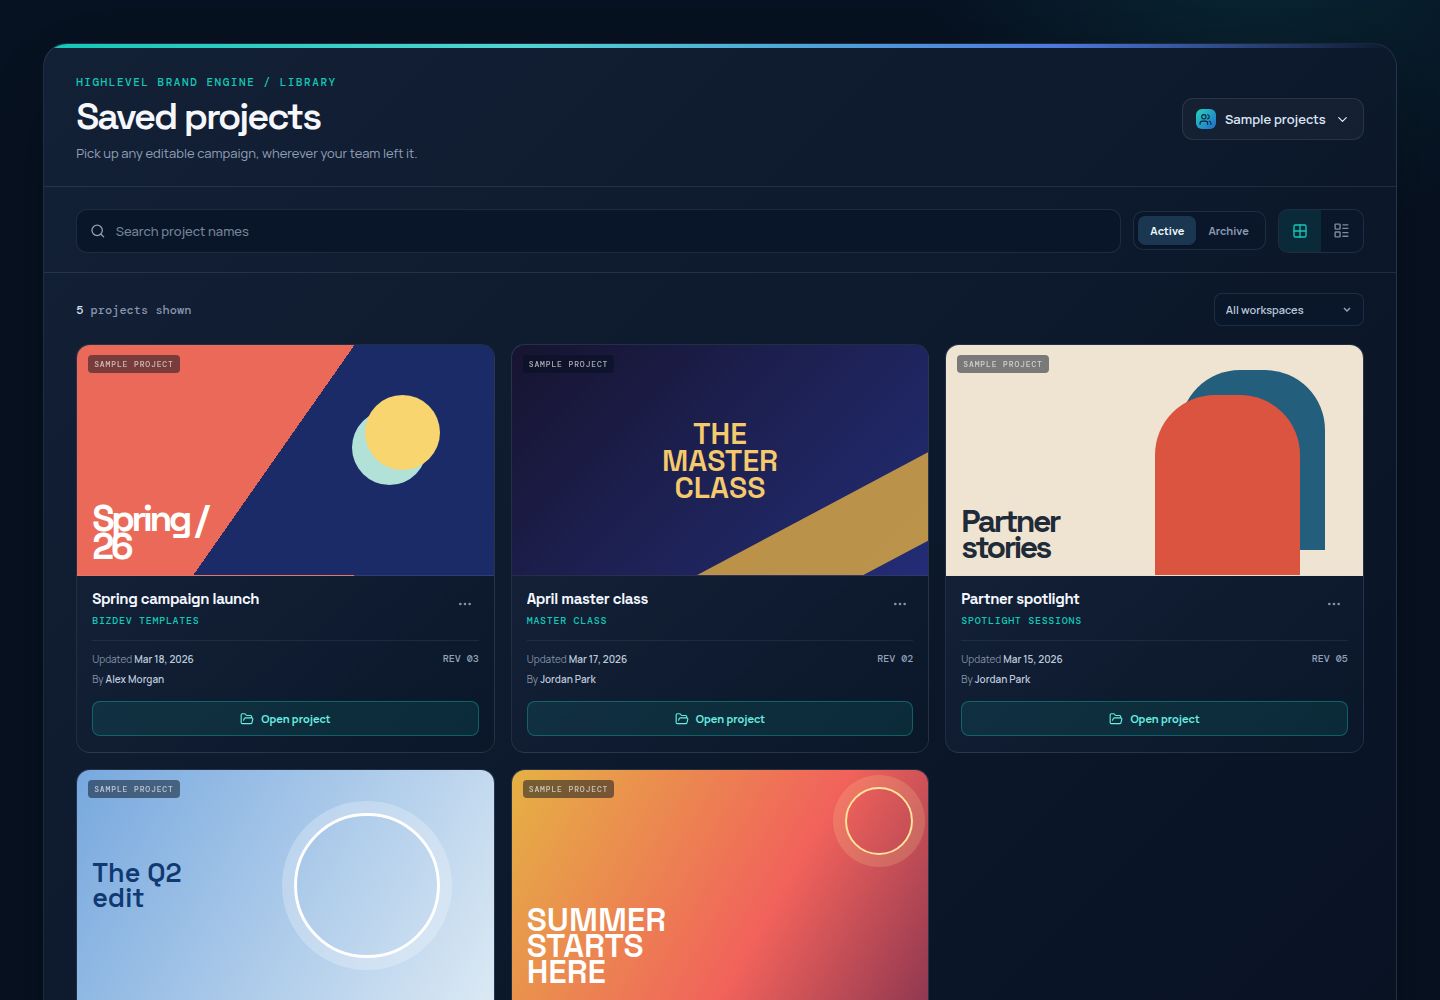 HIGHLEVEL BRAND ENGINE / LIBRARY
Saved projects
Pick up any editable campaign, wherever your team left it.
Sample projects
Search project names
Active
Archive
5 projects shown
All workspaces
SAMPLE PROJECT
Spring /
26
Spring campaign launch
BIZDEV TEMPLATES
Updated Mar 18, 2026
REV 03
By Alex Morgan
Open project
SAMPLE PROJECT
THE
MASTER
CLASS
April master class
MASTER CLASS
Updated Mar 17, 2026
REV 02
By Jordan Park
Open project
SAMPLE PROJECT
Partner
stories
Partner spotlight
SPOTLIGHT SESSIONS
Updated Mar 15, 2026
REV 05
By Jordan Park
Open project
SAMPLE PROJECT
The Q2
edit
SAMPLE PROJECT
SUMMER
STARTS
HERE